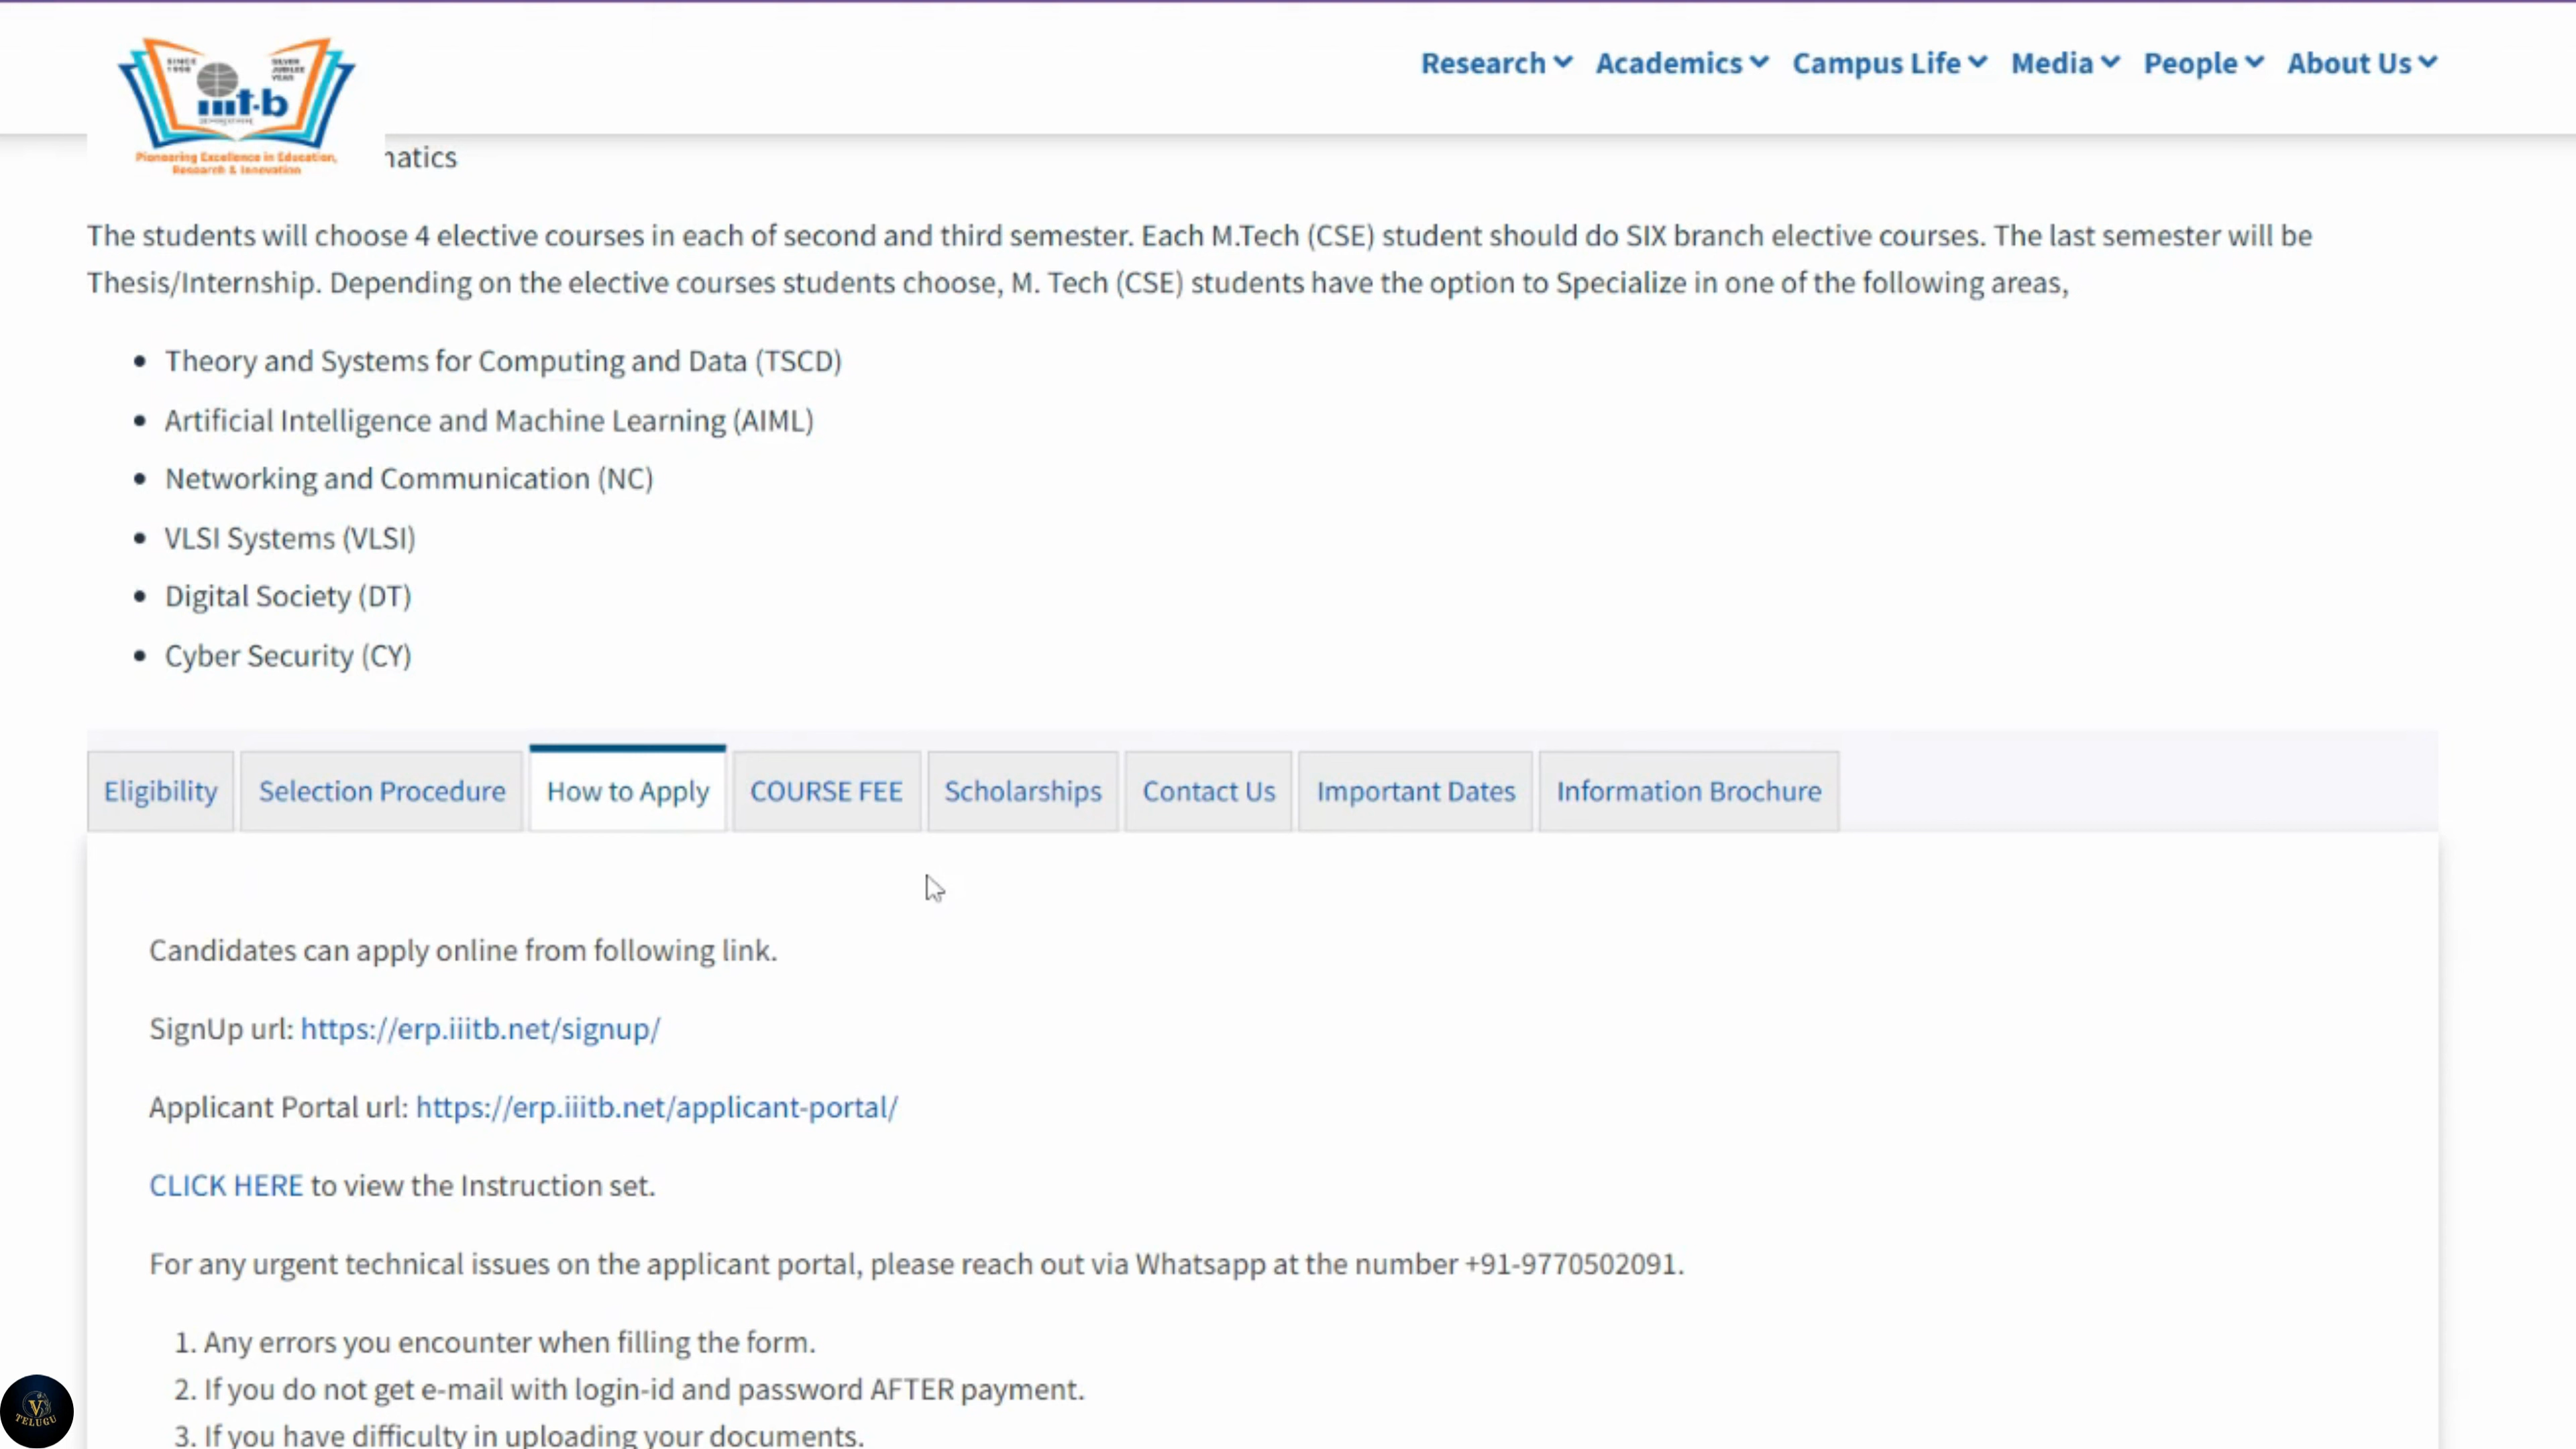 SINCE 1998
SILVER JUBILEE YEAR
iiit-b
Pioneering Excellence in Education,
Research & Innovation
Research Academics Campus Life Media People About Us
natics
The students will choose 4 elective courses in each of second and third semester. Each M.Tech (CSE) student should do SIX branch elective courses. The last semester will be
Thesis/Internship. Depending on the elective courses students choose, M. Tech (CSE) students have the option to Specialize in one of the following areas,
• Theory and Systems for Computing and Data (TSCD)
• Artificial Intelligence and Machine Learning (AIML)
• Networking and Communication (NC)
• VLSI Systems (VLSI)
• Digital Society (DT)
• Cyber Security (CY)
Eligibility Selection Procedure How to Apply COURSE FEE Scholarships Contact Us Important Dates Information Brochure
Candidates can apply online from following link.
SignUp url: https://erp.iiitb.net/signup/
Applicant Portal url: https://erp.iiitb.net/applicant-portal/
CLICK HERE to view the Instruction set.
For any urgent technical issues on the applicant portal, please reach out via Whatsapp at the number +91-9770502091.
1. Any errors you encounter when filling the form.
2. If you do not get e-mail with login-id and password AFTER payment.
3. If you have difficulty in uploading your documents.
V TELUGU